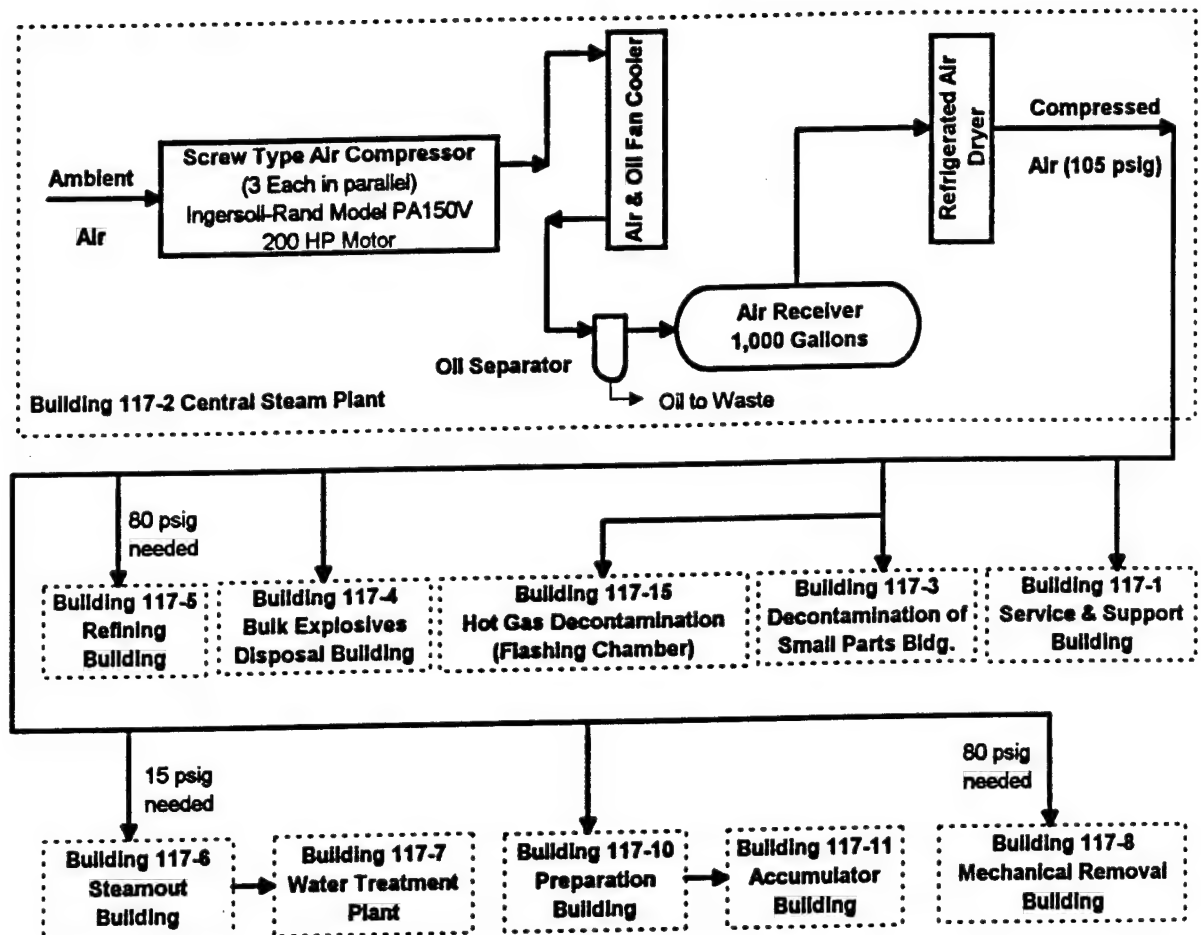 Ambient
Air
Screw Type Air Compressor
(3 Each in parallel)
Ingersoll-Rand Model PA150V
200 HP Motor
Air & Oil Fan Cooler
Refrigerated Air
Dryer
Compressed
Air (105 psig)
Air Receiver
1,000 Gallons
Oil Separator
Oil to Waste
Building 117-2 Central Steam Plant
80 psig
needed
Building 117-5
Refining
Building
Building 117-4
Bulk Explosives
Disposal Building
Building 117-15
Hot Gas Decontamination
(Flashing Chamber)
Building 117-3
Decontamination of
Small Parts Bldg.
Building 117-1
Service & Support
Building
15 psig
needed
80 psig
needed
Building 117-6
Steamout
Building
Building 117-7
Water Treatment
Plant
Building 117-10
Preparation
Building
Building 117-11
Accumulator
Building
Building 117-8
Mechanical Removal
Building